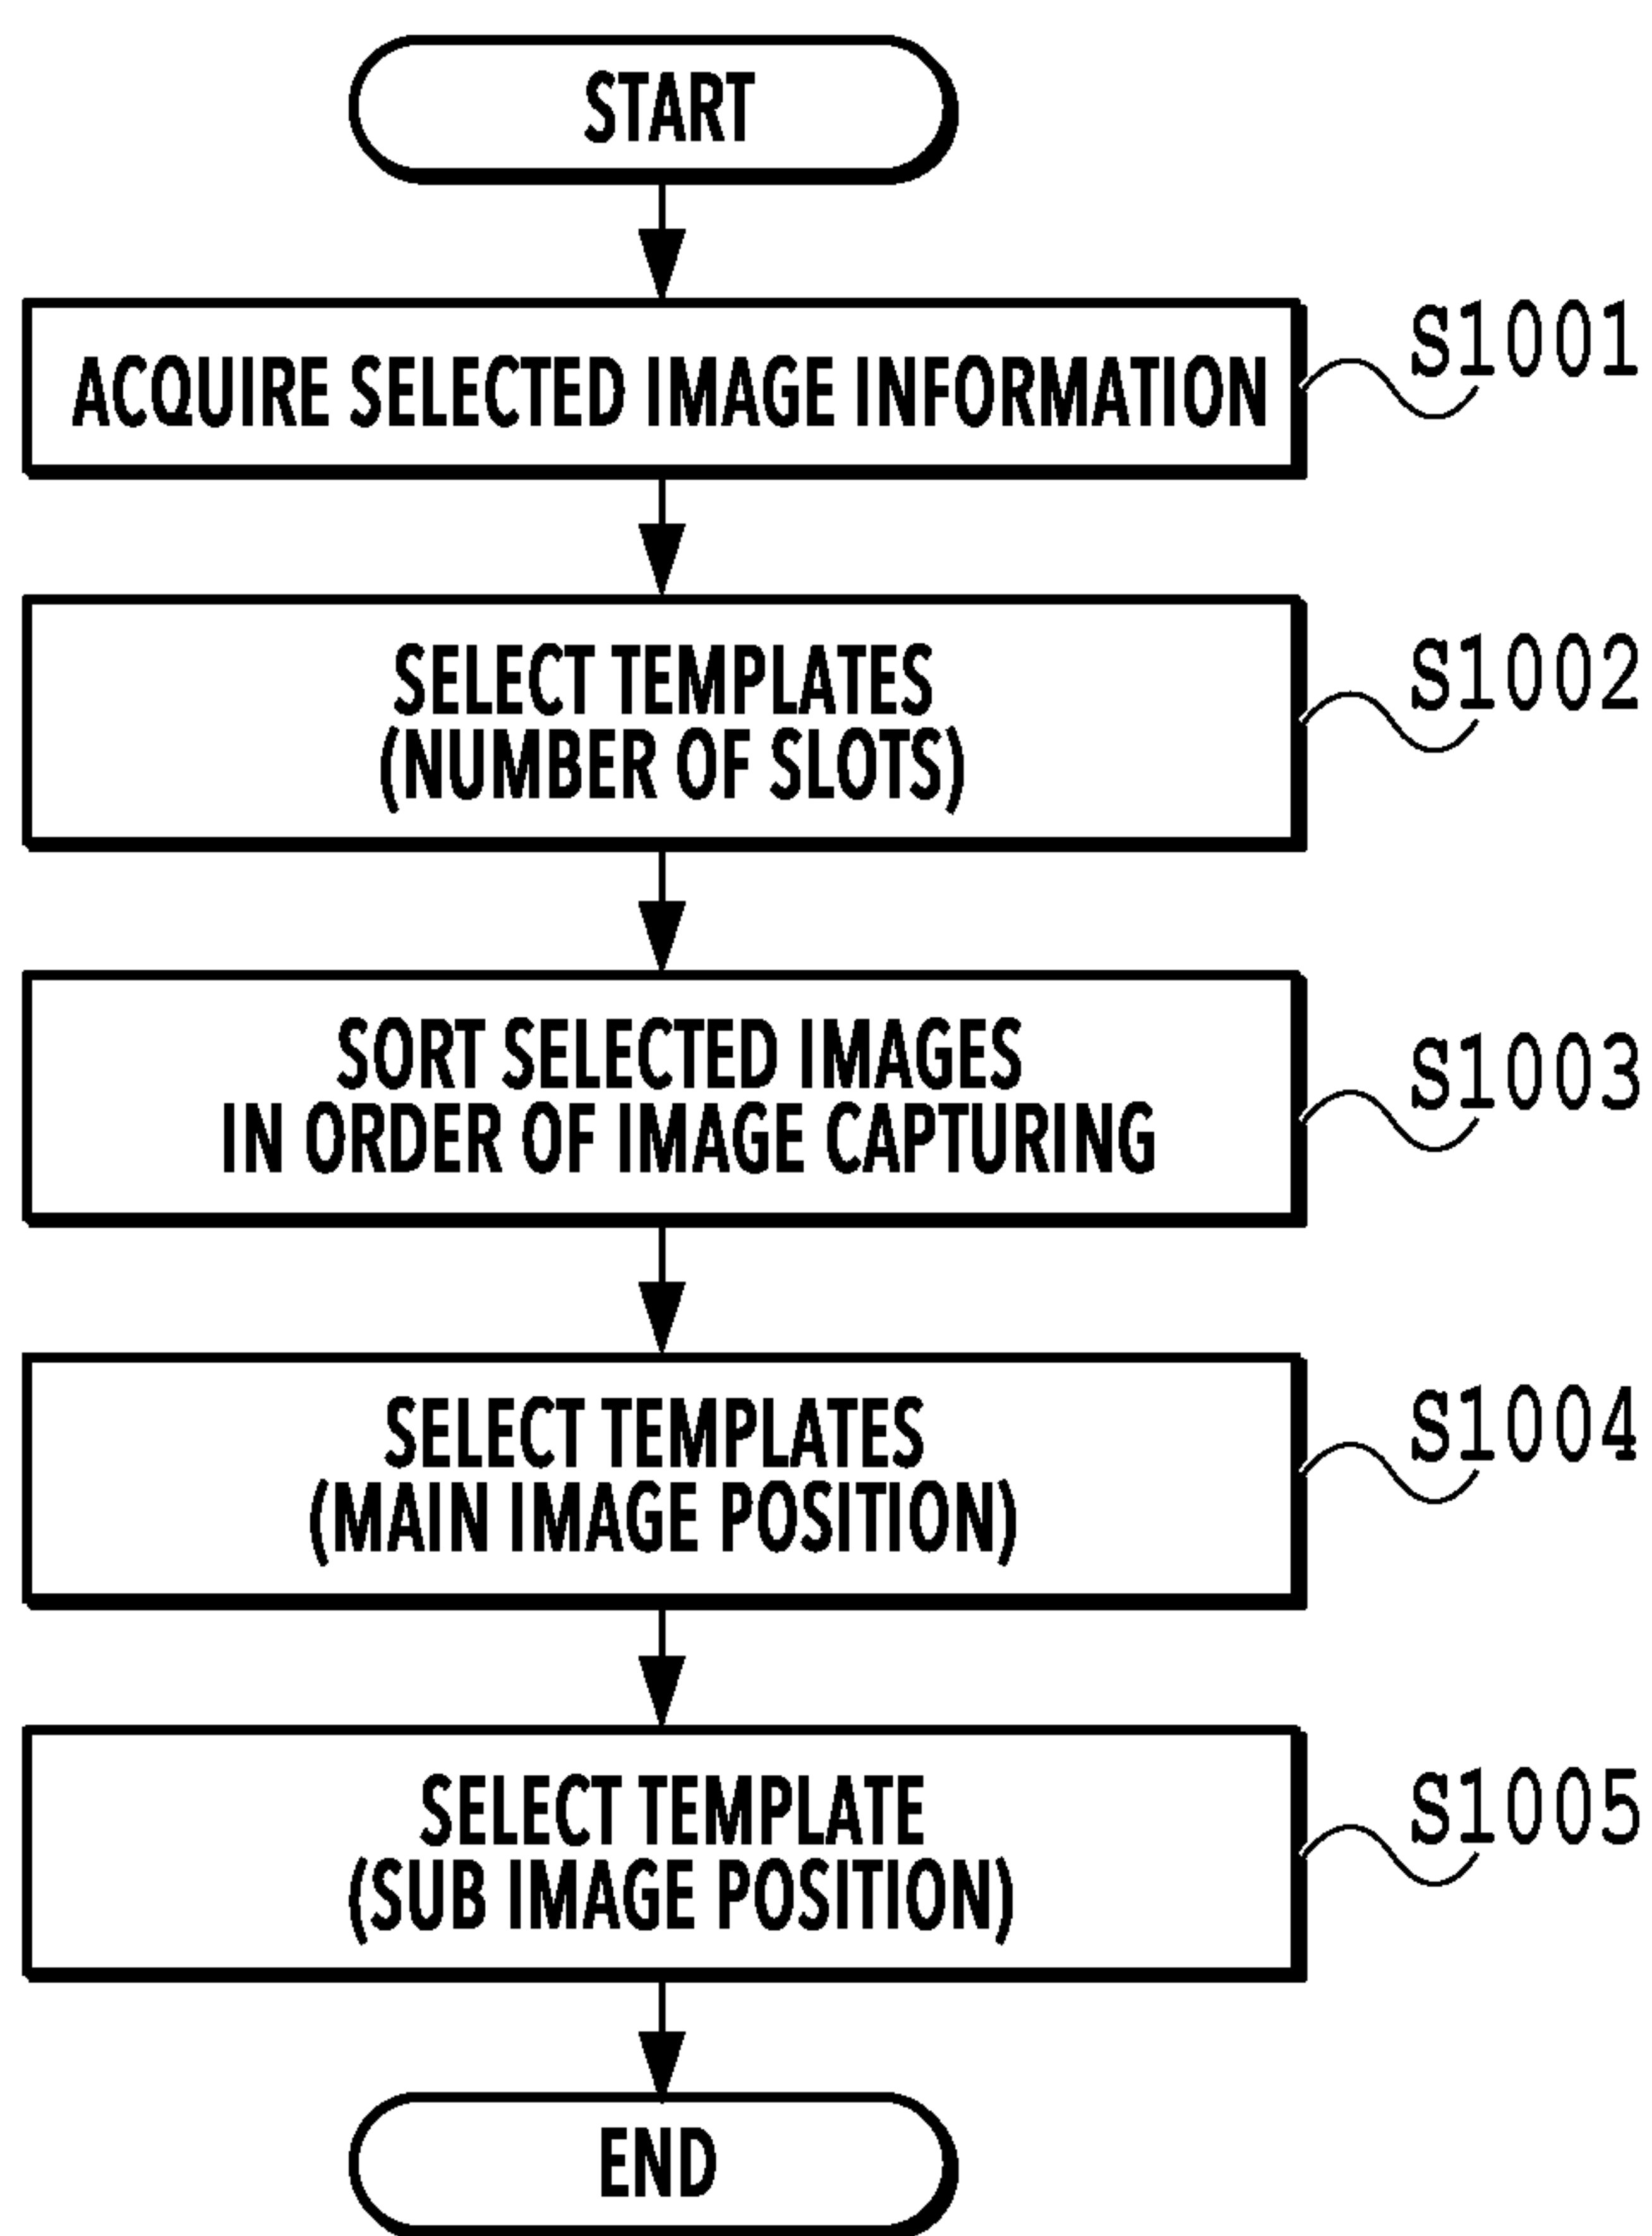 START
ACQUIRE SELECTED IMAGE INFORMATION
S1001
SELECT TEMPLATES
(NUMBER OF SLOTS)
S1002
SORT SELECTED IMAGES
IN ORDER OF IMAGE CAPTURING
S1003
SELECT TEMPLATES
(MAIN IMAGE POSITION)
S1004
SELECT TEMPLATE
(SUB IMAGE POSITION)
S1005
END